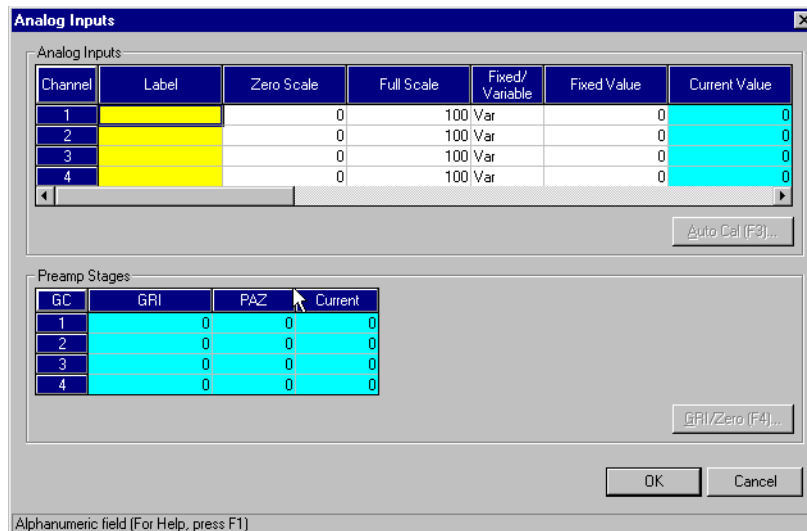 Analog Inputs
Analog Inputs
Channel Label Zero Scale Full Scale Fixed/ Variable Fixed Value Current Value
1 0 100 Var 0 0
2 0 100 Var 0 0
3 0 100 Var 0 0
4 0 100 Var 0 0
Auto Cal (F3)...
Preamp Stages
GC GRI PAZ Current
1 0 0 0
2 0 0 0
3 0 0 0
4 0 0 0
GRI/Zero (F4)...
OK Cancel
Alphanumeric field (For Help, press F1)